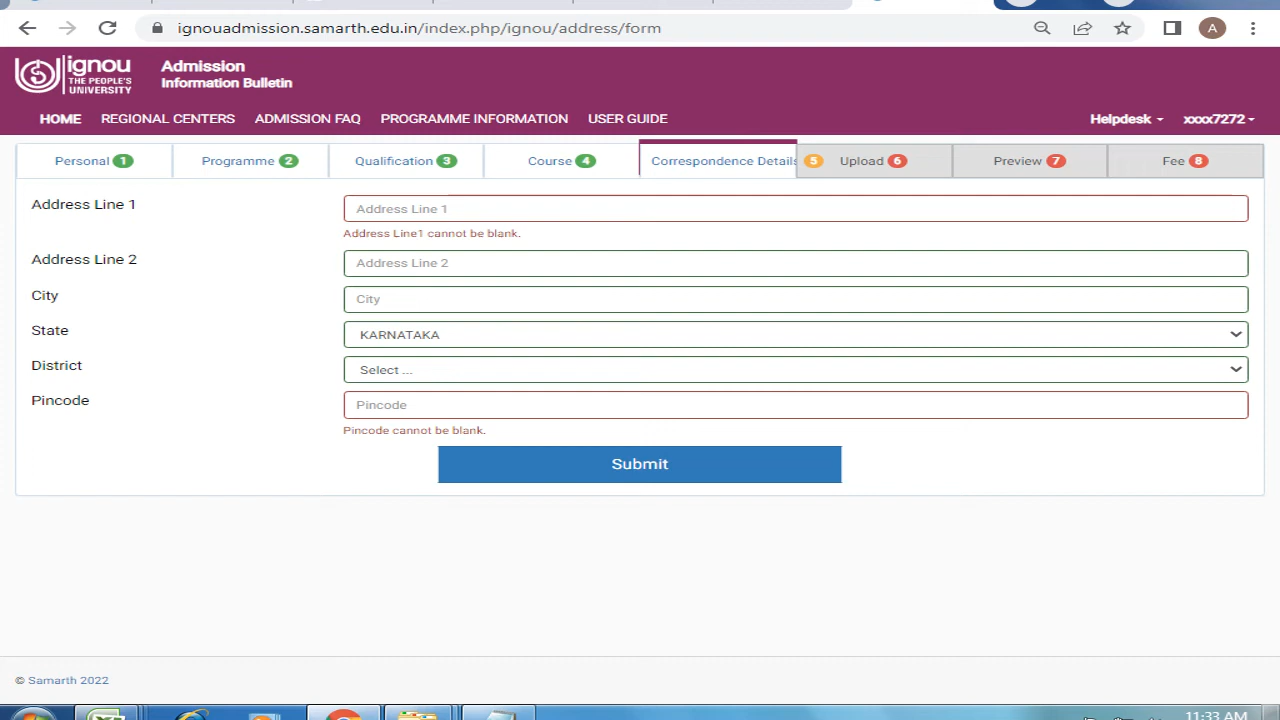 ignouadmission.samarth.edu.in/index.php/ignou/address/form
A
ignou
THE PEOPLE'S
UNIVERSITY
Admission
Information Bulletin
HOME REGIONAL CENTERS ADMISSION FAQ PROGRAMME INFORMATION USER GUIDE Helpdesk xxxx7272
Personal 1 Programme 2 Qualification 3 Course 4 Correspondence Details 5 Upload 6 Preview 7 Fee 8
Address Line 1 Address Line 1
Address Line1 cannot be blank.
Address Line 2 Address Line 2
City City
State KARNATAKA
District Select ...
Pincode Pincode
Pincode cannot be blank.
Submit
© Samarth 2022
11:33 AM